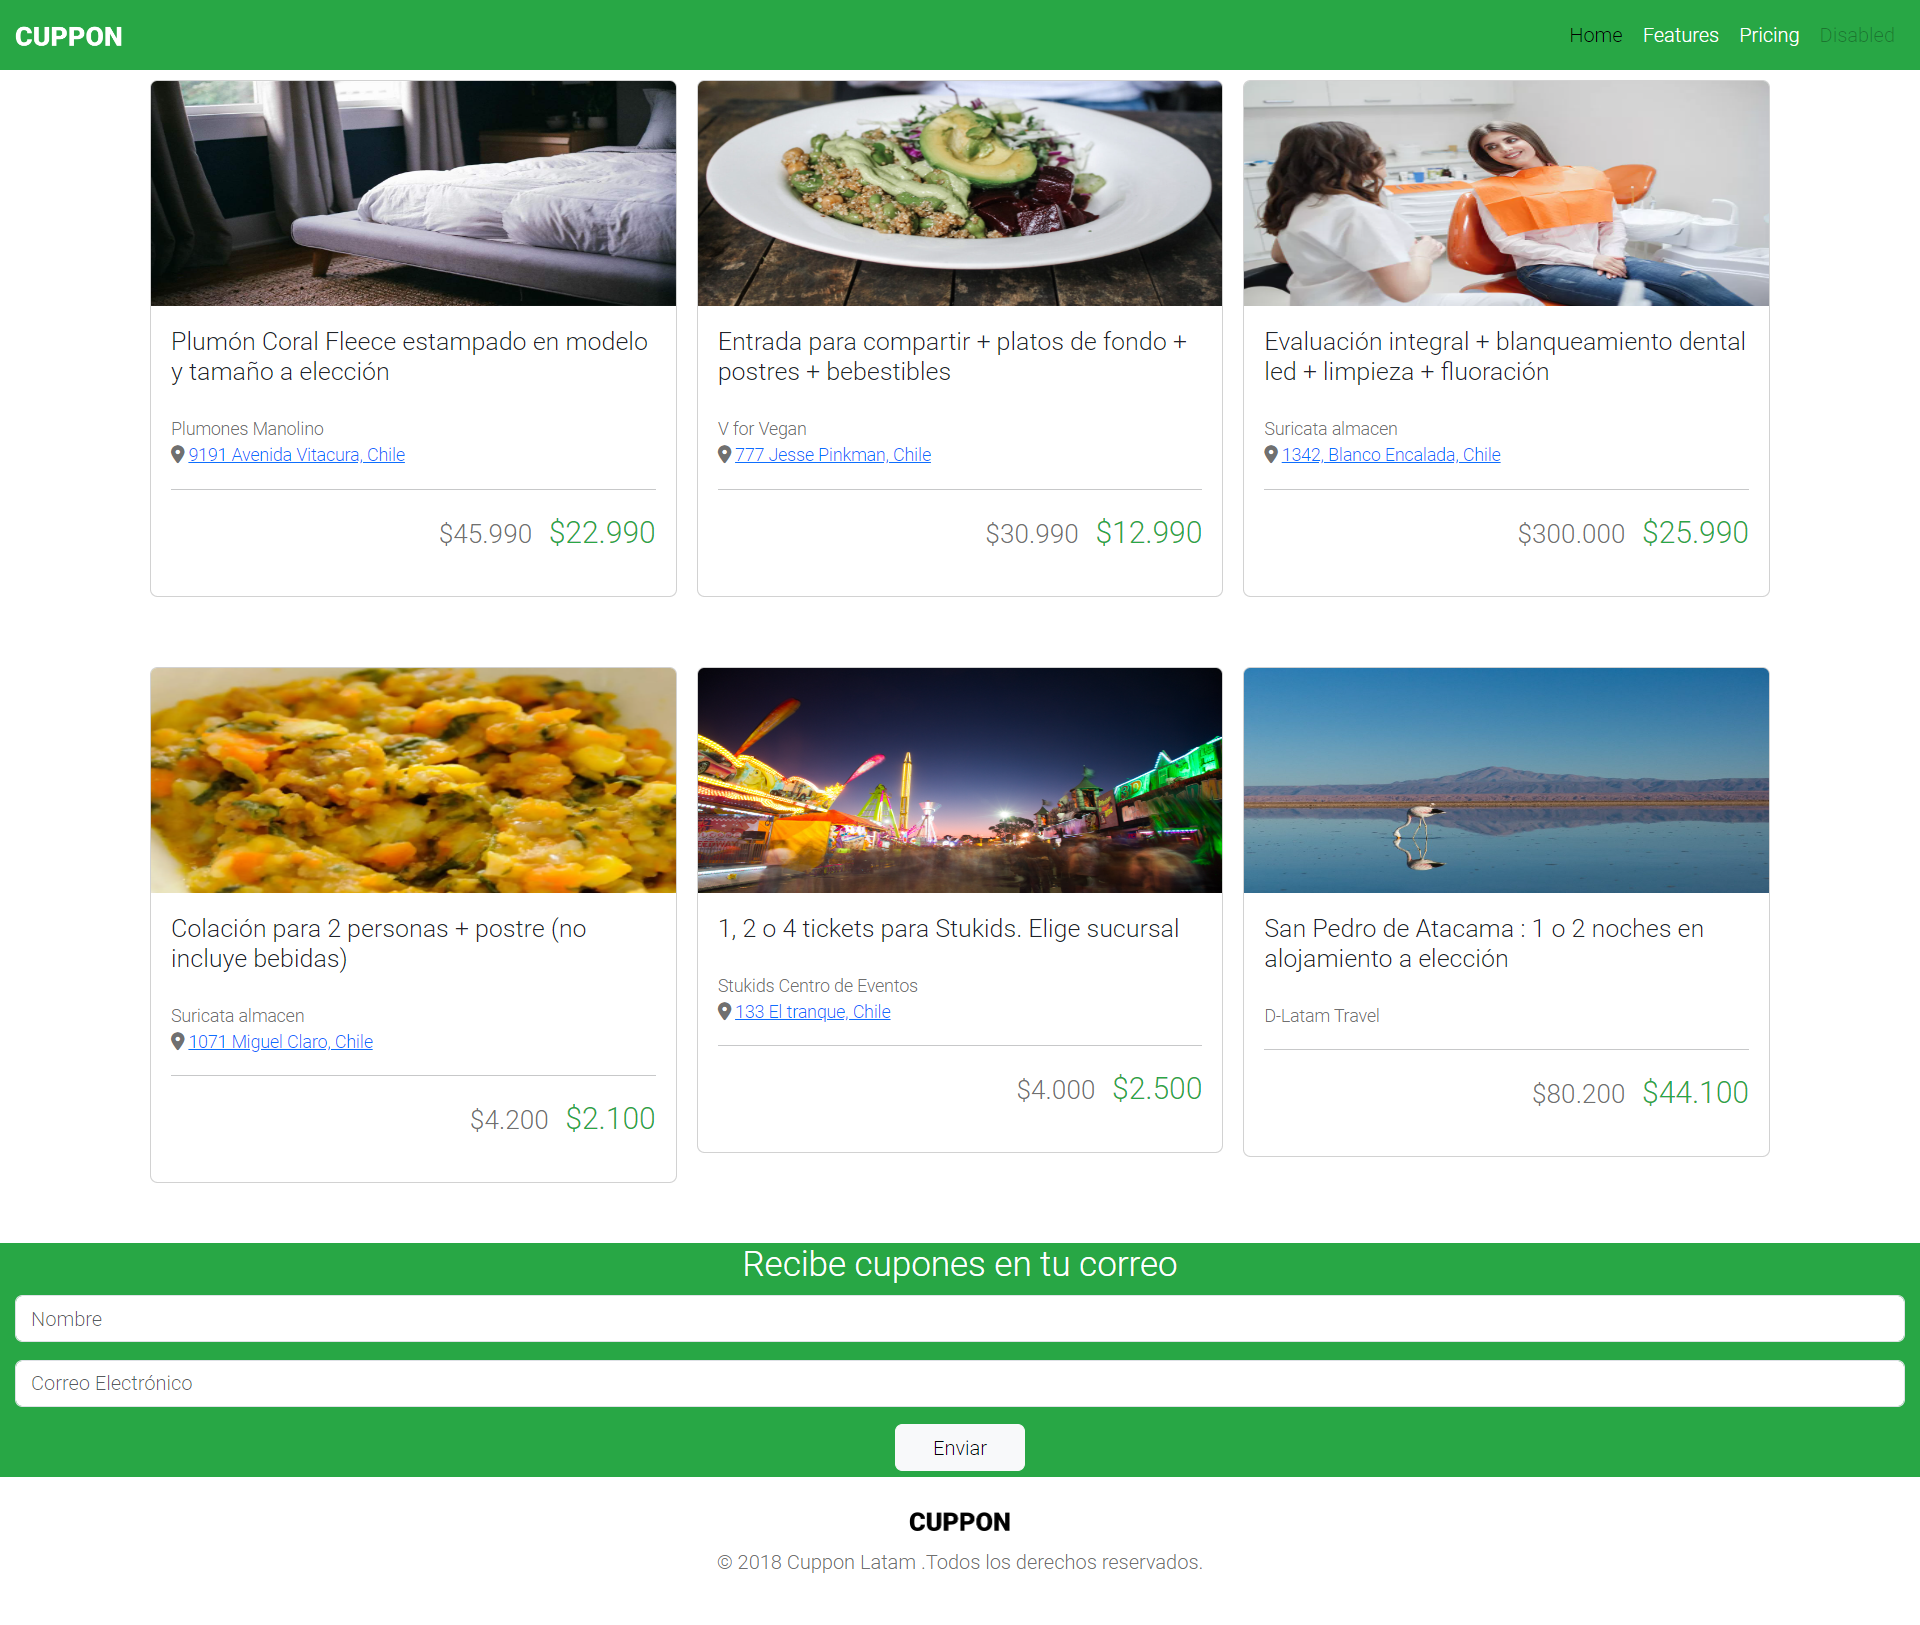 CUPPON
Home Features Pricing Disabled
Plumón Coral Fleece estampado en modelo
y tamaño a elección
Plumones Manolino
9191 Avenida Vitacura, Chile
$45.990 $22.990
Entrada para compartir + platos de fondo +
postres + bebestibles
V for Vegan
777 Jesse Pinkman, Chile
$30.990 $12.990
Evaluación integral + blanqueamiento dental
led + limpieza + fluoración
Suricata almacen
1342, Blanco Encalada, Chile
$300.000 $25.990
Colación para 2 personas + postre (no
incluye bebidas)
Suricata almacen
1071 Miguel Claro, Chile
$4.200 $2.100
1, 2 o 4 tickets para Stukids. Elige sucursal
Stukids Centro de Eventos
133 El tranque, Chile
$4.000 $2.500
San Pedro de Atacama : 1 o 2 noches en
alojamiento a elección
D-Latam Travel
$80.200 $44.100
Recibe cupones en tu correo
Nombre
Correo Electrónico
Enviar
CUPPON
© 2018 Cuppon Latam .Todos los derechos reservados.